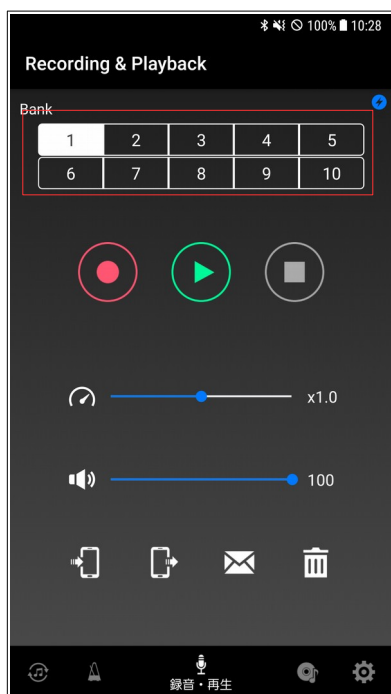 100% 10:28
Recording & Playback
Bank
1 2 3 4 5
6 7 8 9 10
x1.0
100
録音・再生